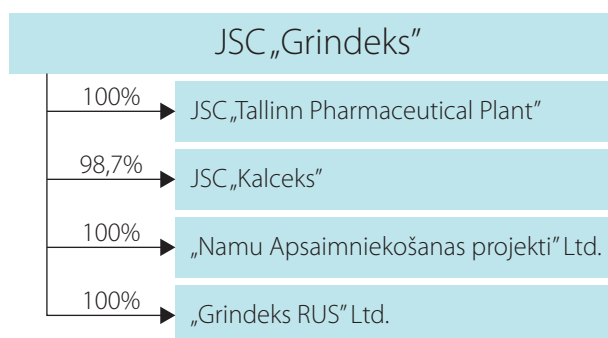 JSC „Grindeks”
100%
JSC „Tallinn Pharmaceutical Plant”
98,7%
JSC „Kalceks”
100%
„Namu Apsaimniekošanas projekti” Ltd.
100%
„Grindeks RUS” Ltd.